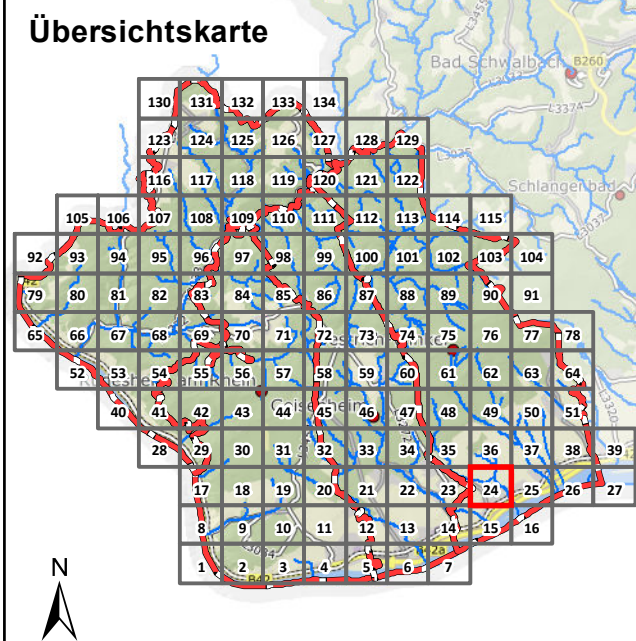 Übersichtskarte
Bad Schwalbach
B260
L3374
L3035
Schlangenbad
L3037
L3320
130 131 132 133 134
123 124 125 126 127 128 129
116 117 118 119 120 121 122
105 106 107 108 109 110 111 112 113 114 115
92 93 94 95 96 97 98 99 100 101 102 103 104
79 80 81 82 83 84 85 86 87 88 89 90 91
65 66 67 68 69 70 71 72 73 74 75 76 77 78
52 53 54 55 56 57 58 59 60 61 62 63 64
40 41 42 43 44 45 46 47 48 49 50 51
28 29 30 31 32 33 34 35 36 37 38 39
17 18 19 20 21 22 23 24 25 26 27
8 9 10 11 12 13 14 15 16
1 2 3 4 5 6 7
L3034
B42
B42a
N